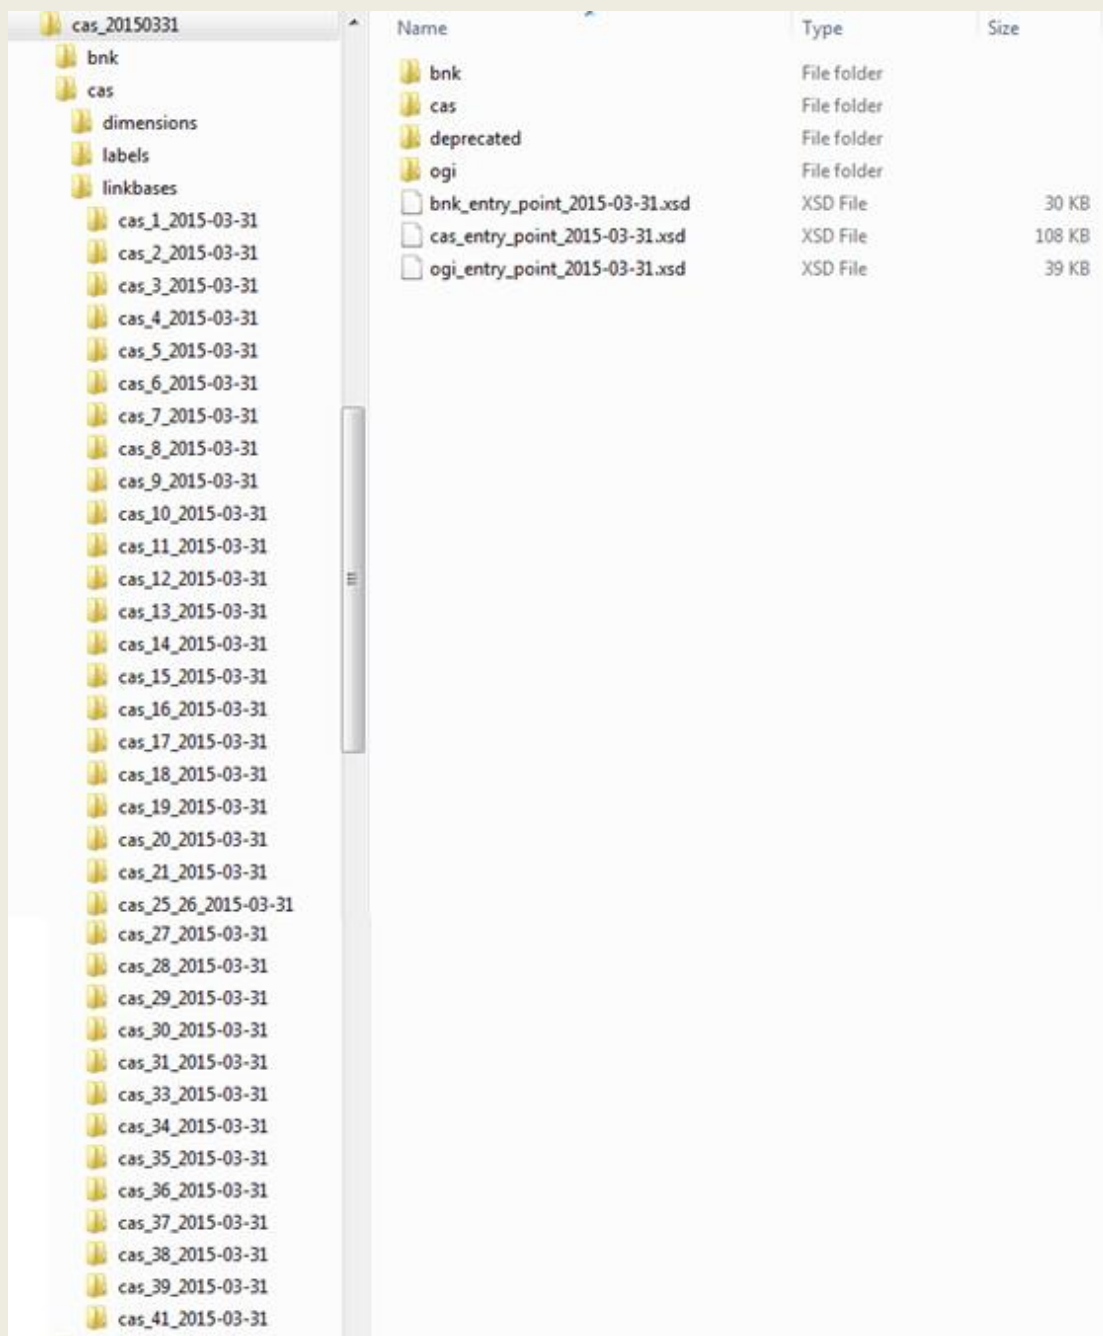 cas_20150331
bnk
cas
dimensions
labels
linkbases
cas_1_2015-03-31
cas_2_2015-03-31
cas_3_2015-03-31
cas_4_2015-03-31
cas_5_2015-03-31
cas_6_2015-03-31
cas_7_2015-03-31
cas_8_2015-03-31
cas_9_2015-03-31
cas_10_2015-03-31
cas_11_2015-03-31
cas_12_2015-03-31
cas_13_2015-03-31
cas_14_2015-03-31
cas_15_2015-03-31
cas_16_2015-03-31
cas_17_2015-03-31
cas_18_2015-03-31
cas_19_2015-03-31
cas_20_2015-03-31
cas_21_2015-03-31
cas_25_26_2015-03-31
cas_27_2015-03-31
cas_28_2015-03-31
cas_29_2015-03-31
cas_30_2015-03-31
cas_31_2015-03-31
cas_33_2015-03-31
cas_34_2015-03-31
cas_35_2015-03-31
cas_36_2015-03-31
cas_37_2015-03-31
cas_38_2015-03-31
cas_39_2015-03-31
cas_41_2015-03-31
Name Type Size
bnk File folder
cas File folder
deprecated File folder
ogi File folder
bnk_entry_point_2015-03-31.xsd XSD File 30 KB
cas_entry_point_2015-03-31.xsd XSD File 108 KB
ogi_entry_point_2015-03-31.xsd XSD File 39 KB